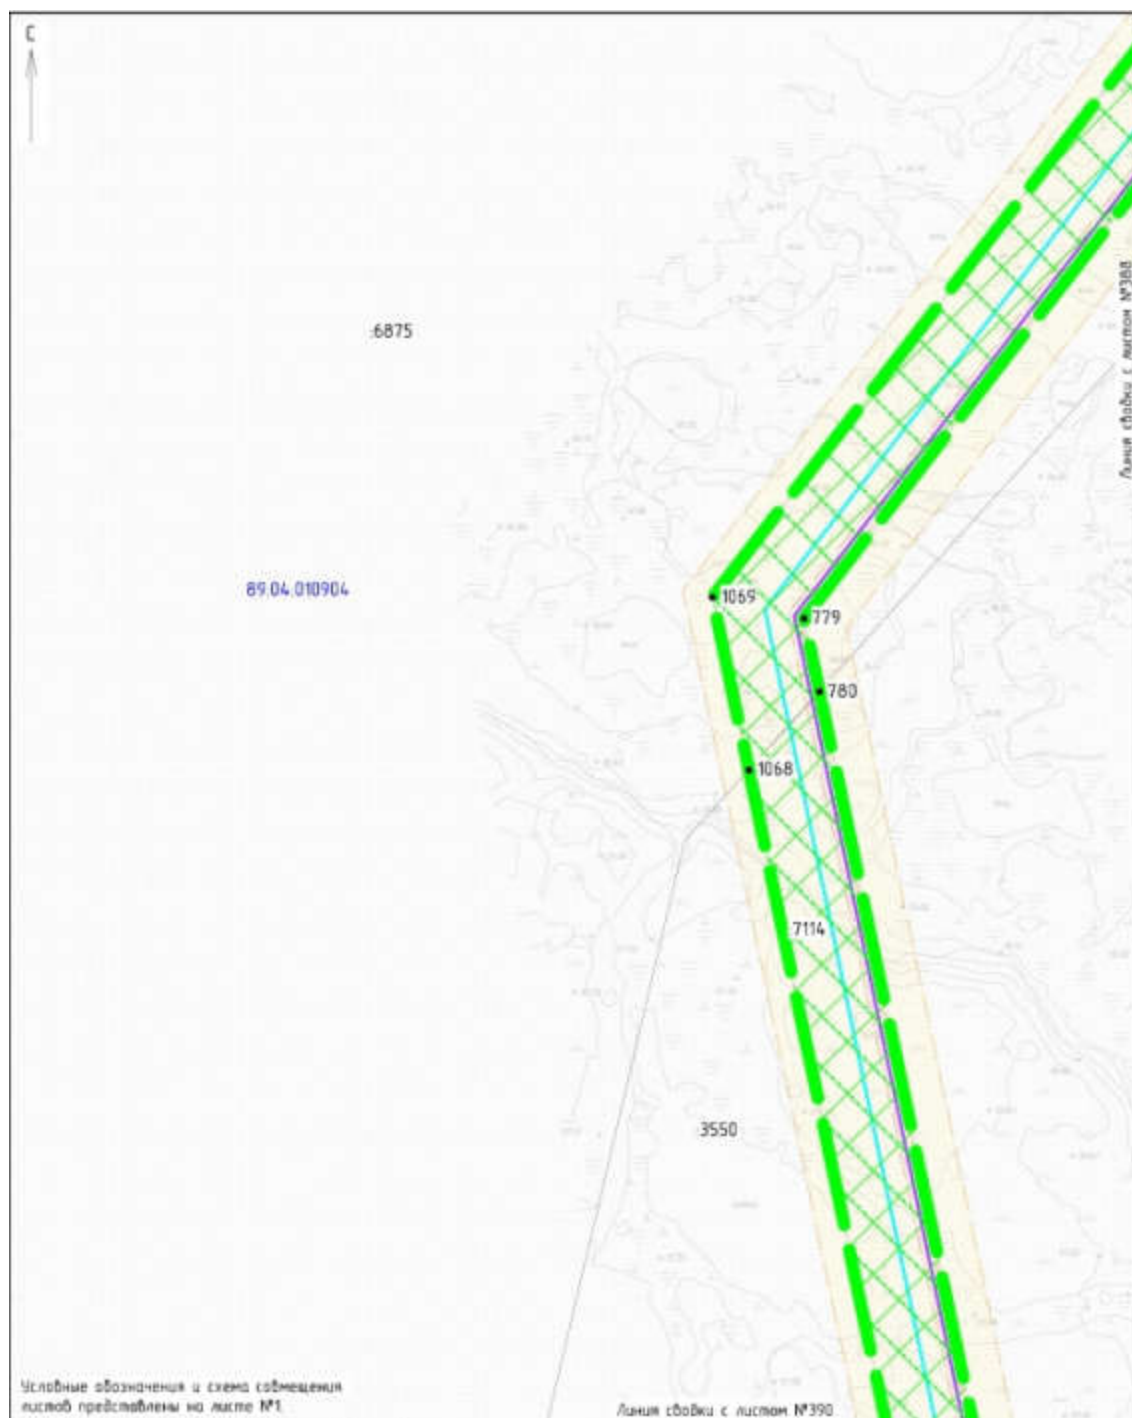 С
Линия сводки с листом №388
:6875
89:04:010904
1069
779
780
1068
7114
3550
Условные обозначения и схема совмещения
листов представлены на листе №1.
Линия сводки с листом №390